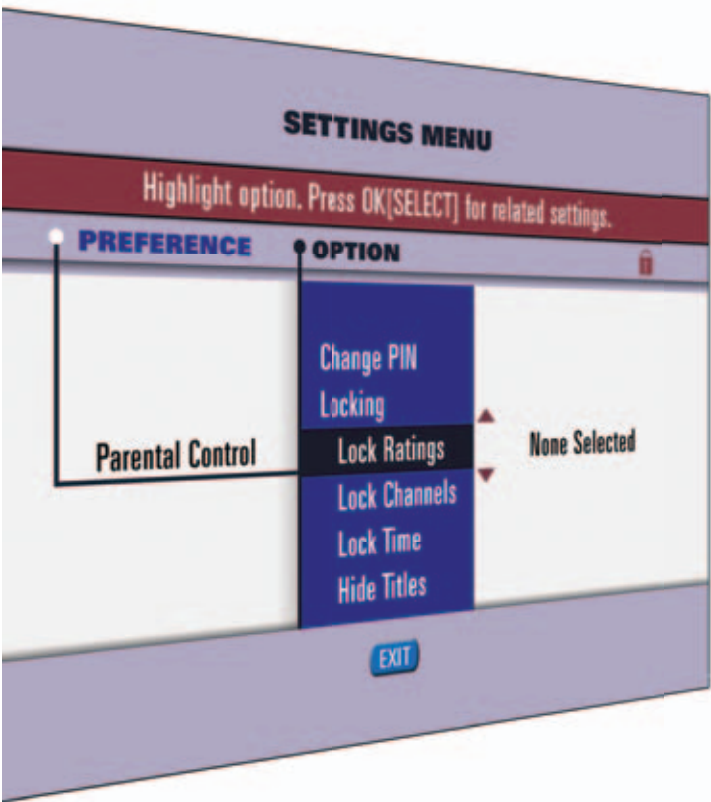 SETTINGS MENU
Highlight option. Press OK[SELECT] for related settings.
PREFERENCE OPTION
Change PIN
Locking
Parental Control Lock Ratings None Selected
Lock Channels
Lock Time
Hide Titles
EXIT